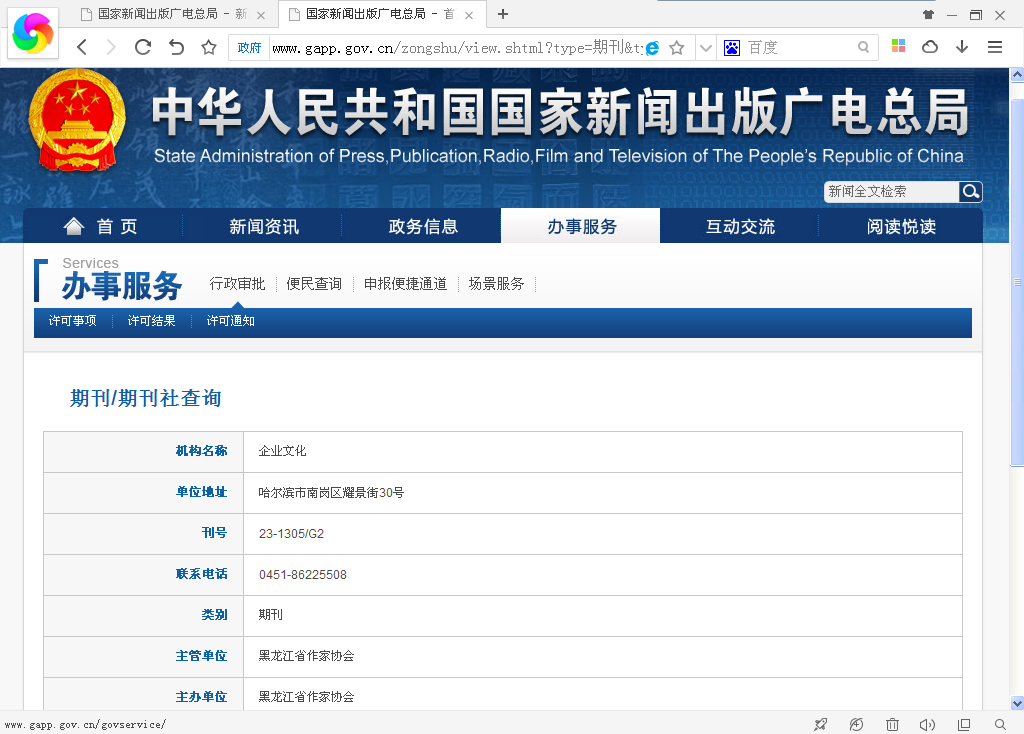 国家新闻出版广电总局 - 新
国家新闻出版广电总局 - 首
政府 www.gapp.gov.cn/zongshu/view.shtml?type=期刊&ty
百度
中华人民共和国国家新闻出版广电总局
State Administration of Press,Publication,Radio,Film and Television of The People's Republic of China
新闻全文检索
首 页 新闻资讯 政务信息 办事服务 互动交流 阅读悦读
Services
办事服务 行政审批 便民查询 申报便捷通道 场景服务
许可事项 许可结果 许可通知
期刊/期刊社查询
机构名称 企业文化
单位地址 哈尔滨市南岗区耀景街30号
刊号 23-1305/G2
联系电话 0451-86225508
类别 期刊
主管单位 黑龙江省作家协会
主办单位 黑龙江省作家协会
www.gapp.gov.cn/govservice/